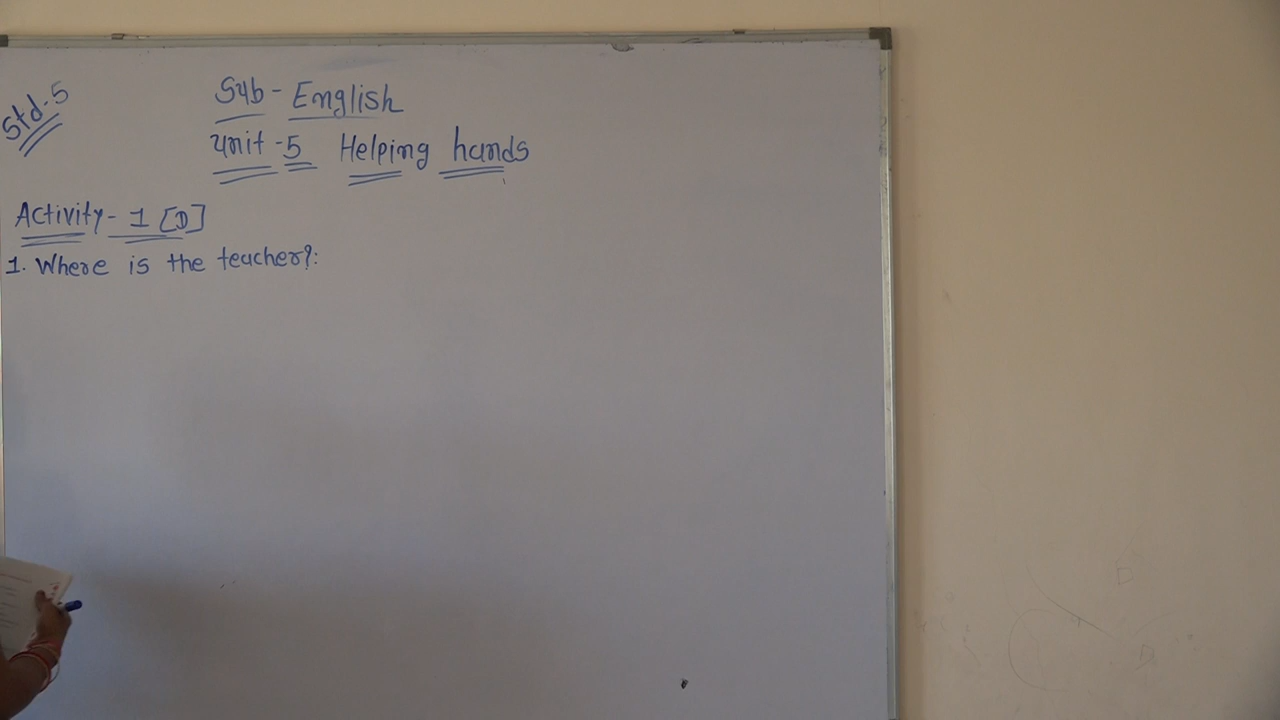 Std-5
Sub- English
Unit-5 Helping hands
Activity-1 [D]
1. Where is the teacher?: